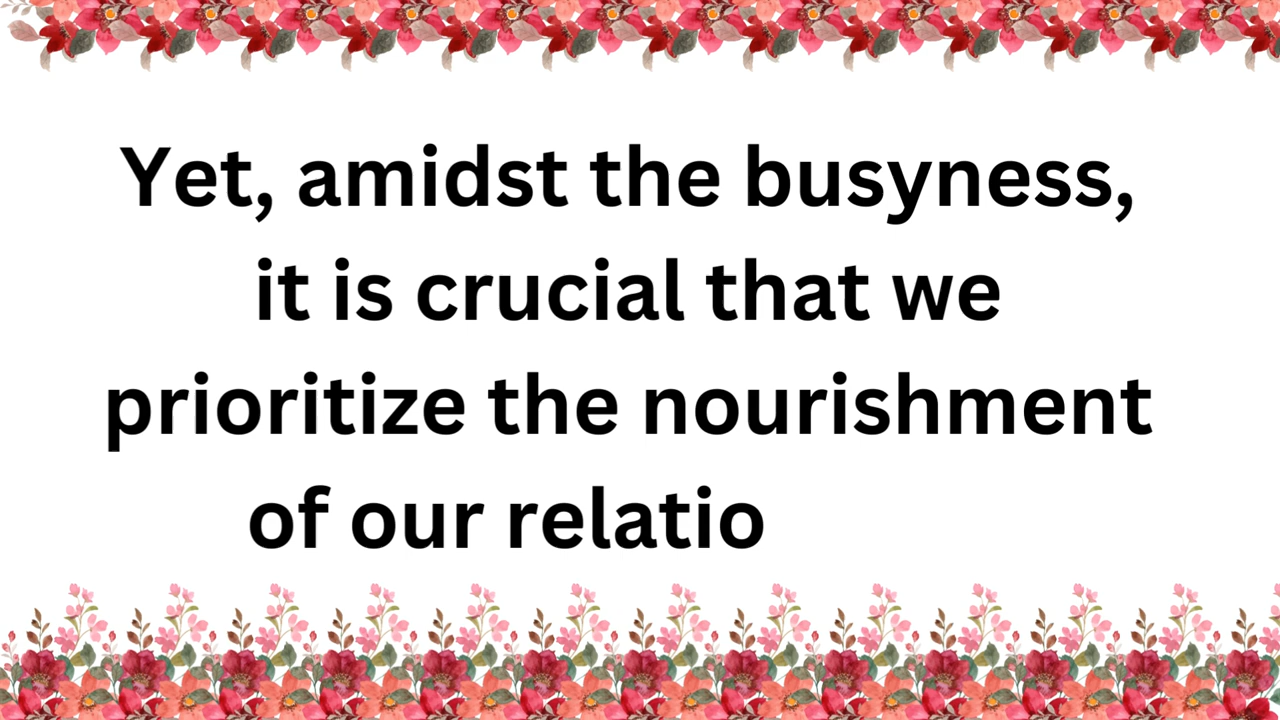 Yet, amidst the busyness,
it is crucial that we
prioritize the nourishment
of our relatio